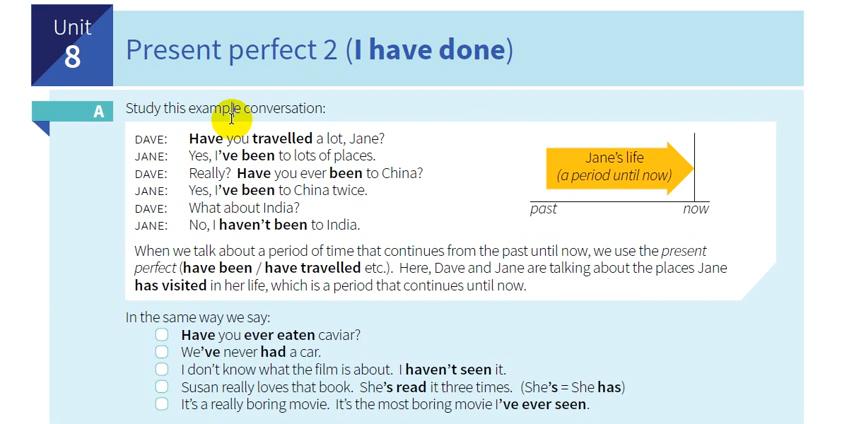 Unit
8
Present perfect 2 (I have done)
A
Study this example conversation:
DAVE: Have you travelled a lot, Jane?
JANE: Yes, I've been to lots of places.
DAVE: Really? Have you ever been to China?
JANE: Yes, I've been to China twice.
DAVE: What about India?
JANE: No, I haven't been to India.
Jane's life
(a period until now)
past now
When we talk about a period of time that continues from the past until now, we use the present
perfect (have been / have travelled etc.). Here, Dave and Jane are talking about the places Jane
has visited in her life, which is a period that continues until now.
In the same way we say:
Have you ever eaten caviar?
We've never had a car.
I don't know what the film is about. I haven't seen it.
Susan really loves that book. She's read it three times. (She's = She has)
It's a really boring movie. It's the most boring movie I've ever seen.